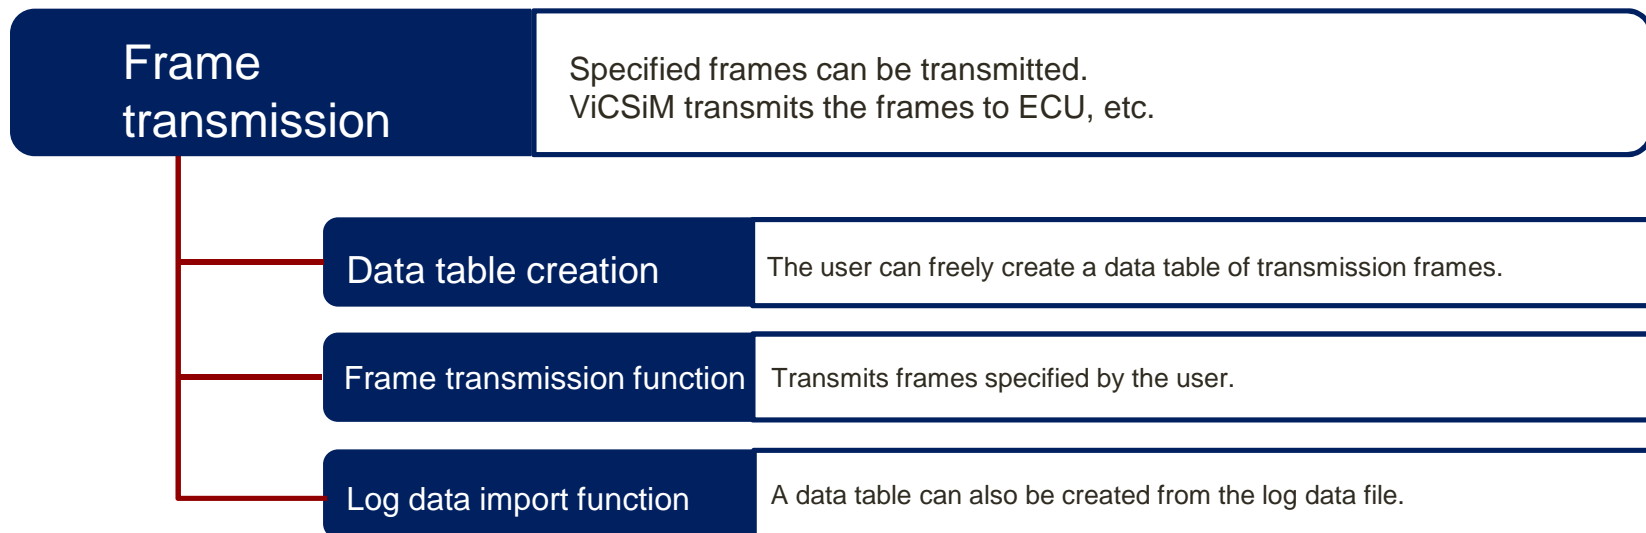 Frame
transmission
Specified frames can be transmitted.
ViCSiM transmits the frames to ECU, etc.
Data table creation
The user can freely create a data table of transmission frames.
Frame transmission function
Transmits frames specified by the user.
Log data import function
A data table can also be created from the log data file.